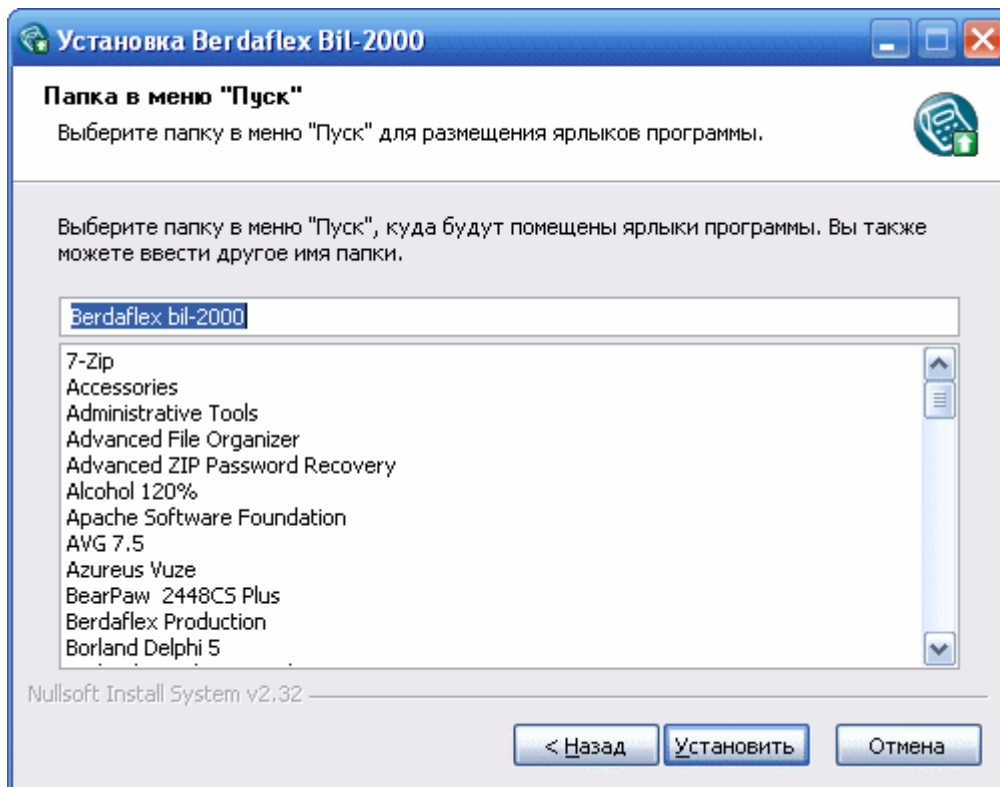 Установка Berdaflex Bil-2000
Папка в меню "Пуск"
Выберите папку в меню "Пуск" для размещения ярлыков программы.
Выберите папку в меню "Пуск", куда будут помещены ярлыки программы. Вы также
можете ввести другое имя папки.
Berdaflex bil-2000
7-Zip
Accessories
Administrative Tools
Advanced File Organizer
Advanced ZIP Password Recovery
Alcohol 120%
Apache Software Foundation
AVG 7.5
Azureus Vuze
BearPaw  2448CS Plus
Berdaflex Production
Borland Delphi 5
Nullsoft Install System v2.32
< Назад
Установить
Отмена